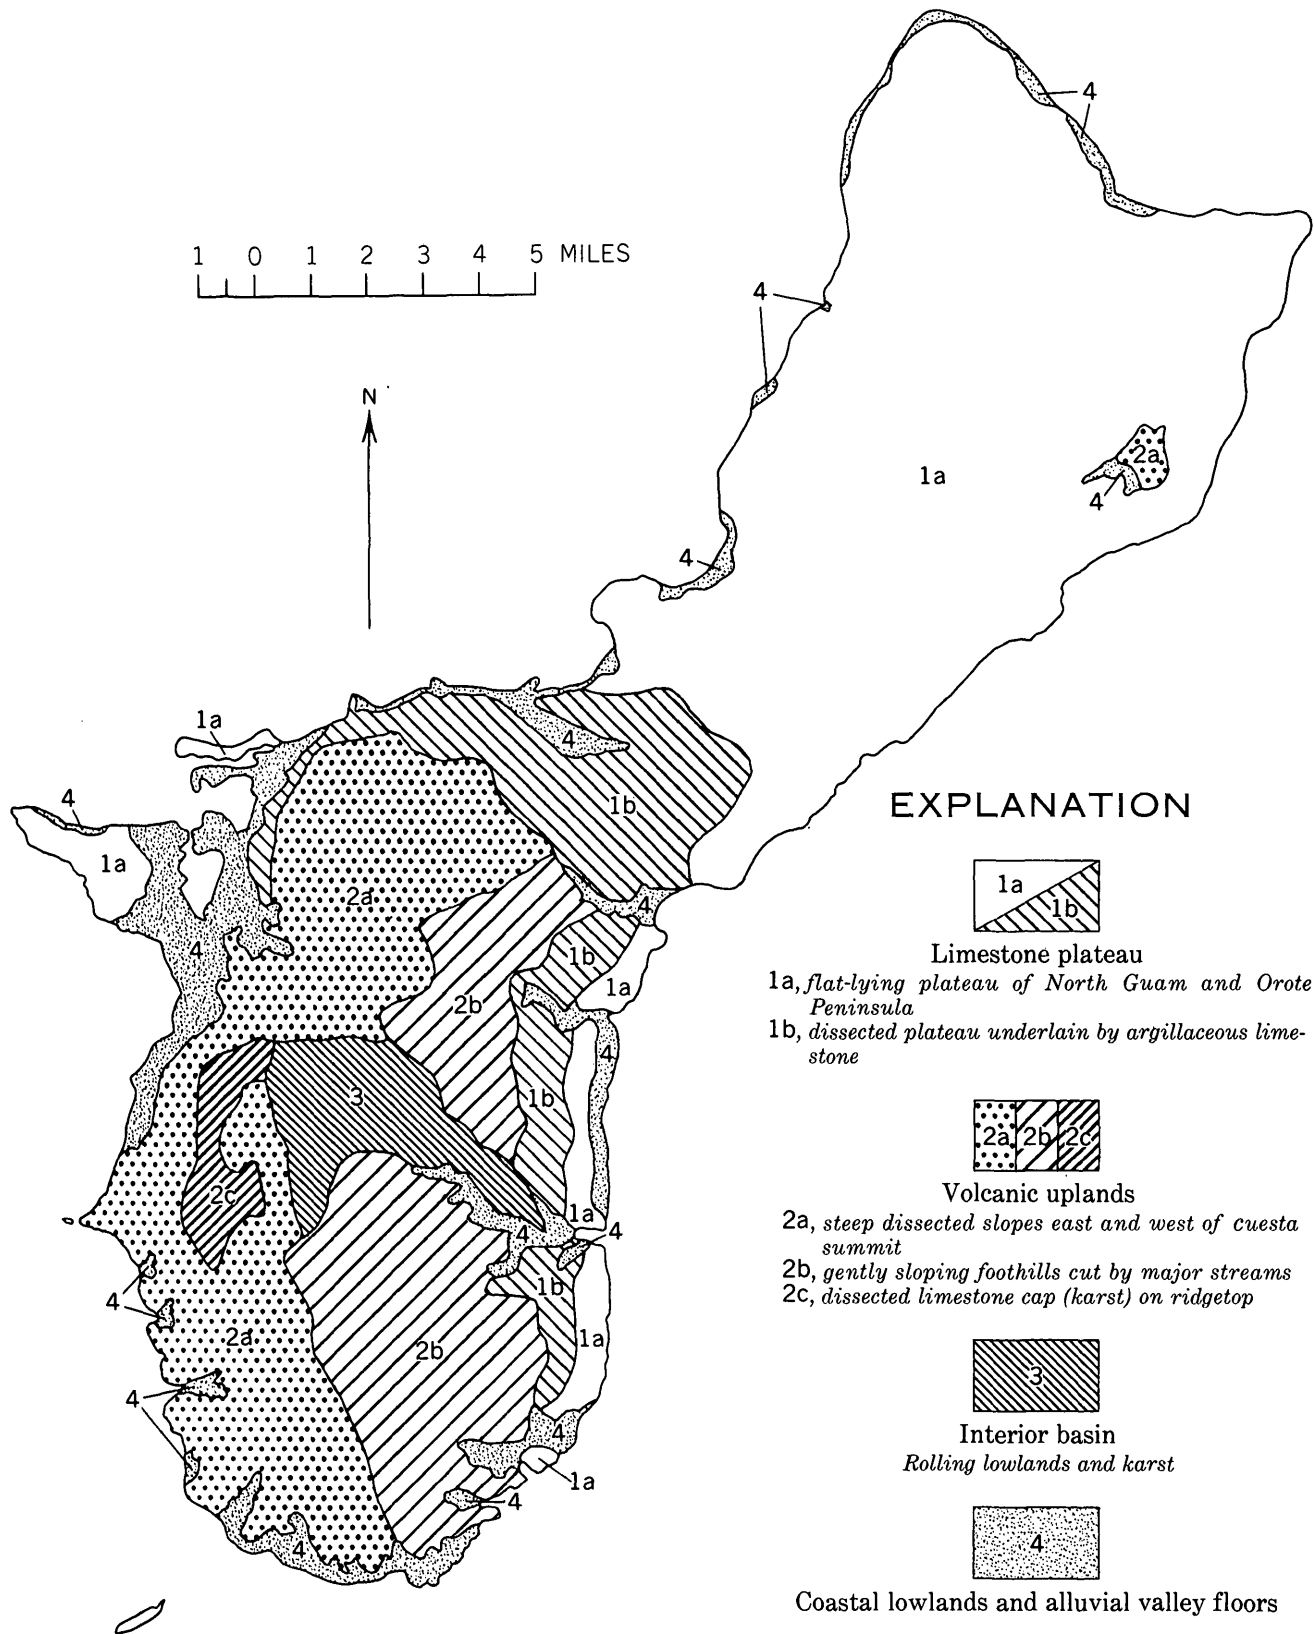 4
1 0 1 2 3 4 5 MILES
4
N
2a
1a
4
4
1a
4
4
1b
1a
2a
4
4
1b
1a
2b
4
3
1b
2c
1a
4
4
1b
4
2a
1a
2b
4
4
1a
4
4
EXPLANATION
1a
1b
Limestone plateau
1a, flat-lying plateau of North Guam and Orote
Peninsula
1b, dissected plateau underlain by argillaceous lime-
stone
2a 2b 2c
Volcanic uplands
2a, steep dissected slopes east and west of cuesta
summit
2b, gently sloping foothills cut by major streams
2c, dissected limestone cap (karst) on ridgetop
3
Interior basin
Rolling lowlands and karst
4
Coastal lowlands and alluvial valley floors